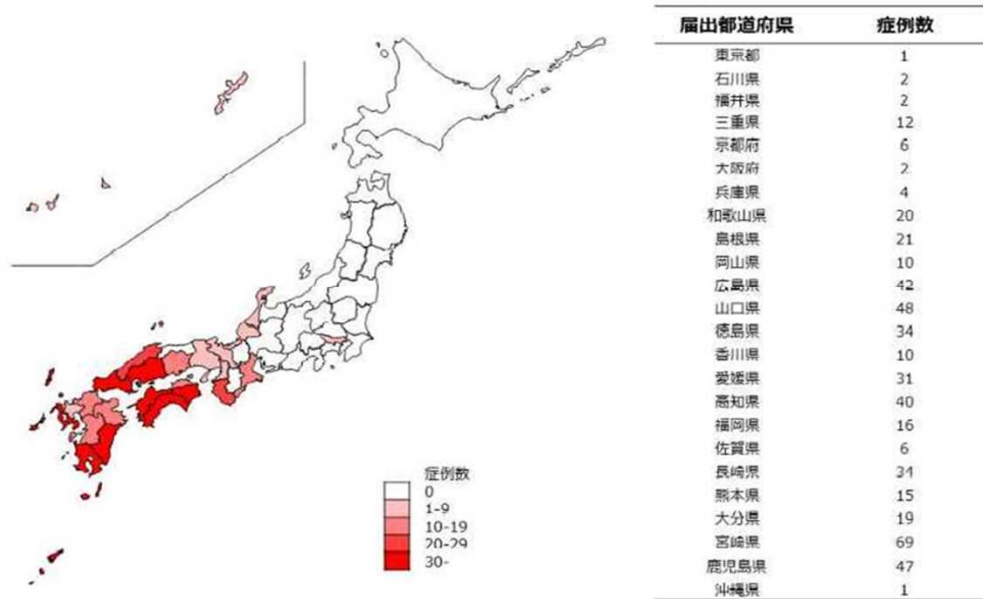 届出都道府県 症例数
東京都 1
石川県 2
福井県 2
三重県 12
京都府 6
大阪府 2
兵庫県 4
和歌山県 20
島根県 21
岡山県 10
広島県 42
山口県 48
徳島県 34
香川県 10
愛媛県 31
高知県 40
福岡県 16
佐賀県 6
長崎県 34
熊本県 15
大分県 19
宮崎県 69
鹿児島県 47
沖縄県 1
症例数
0
1-9
10-19
20-29
30-